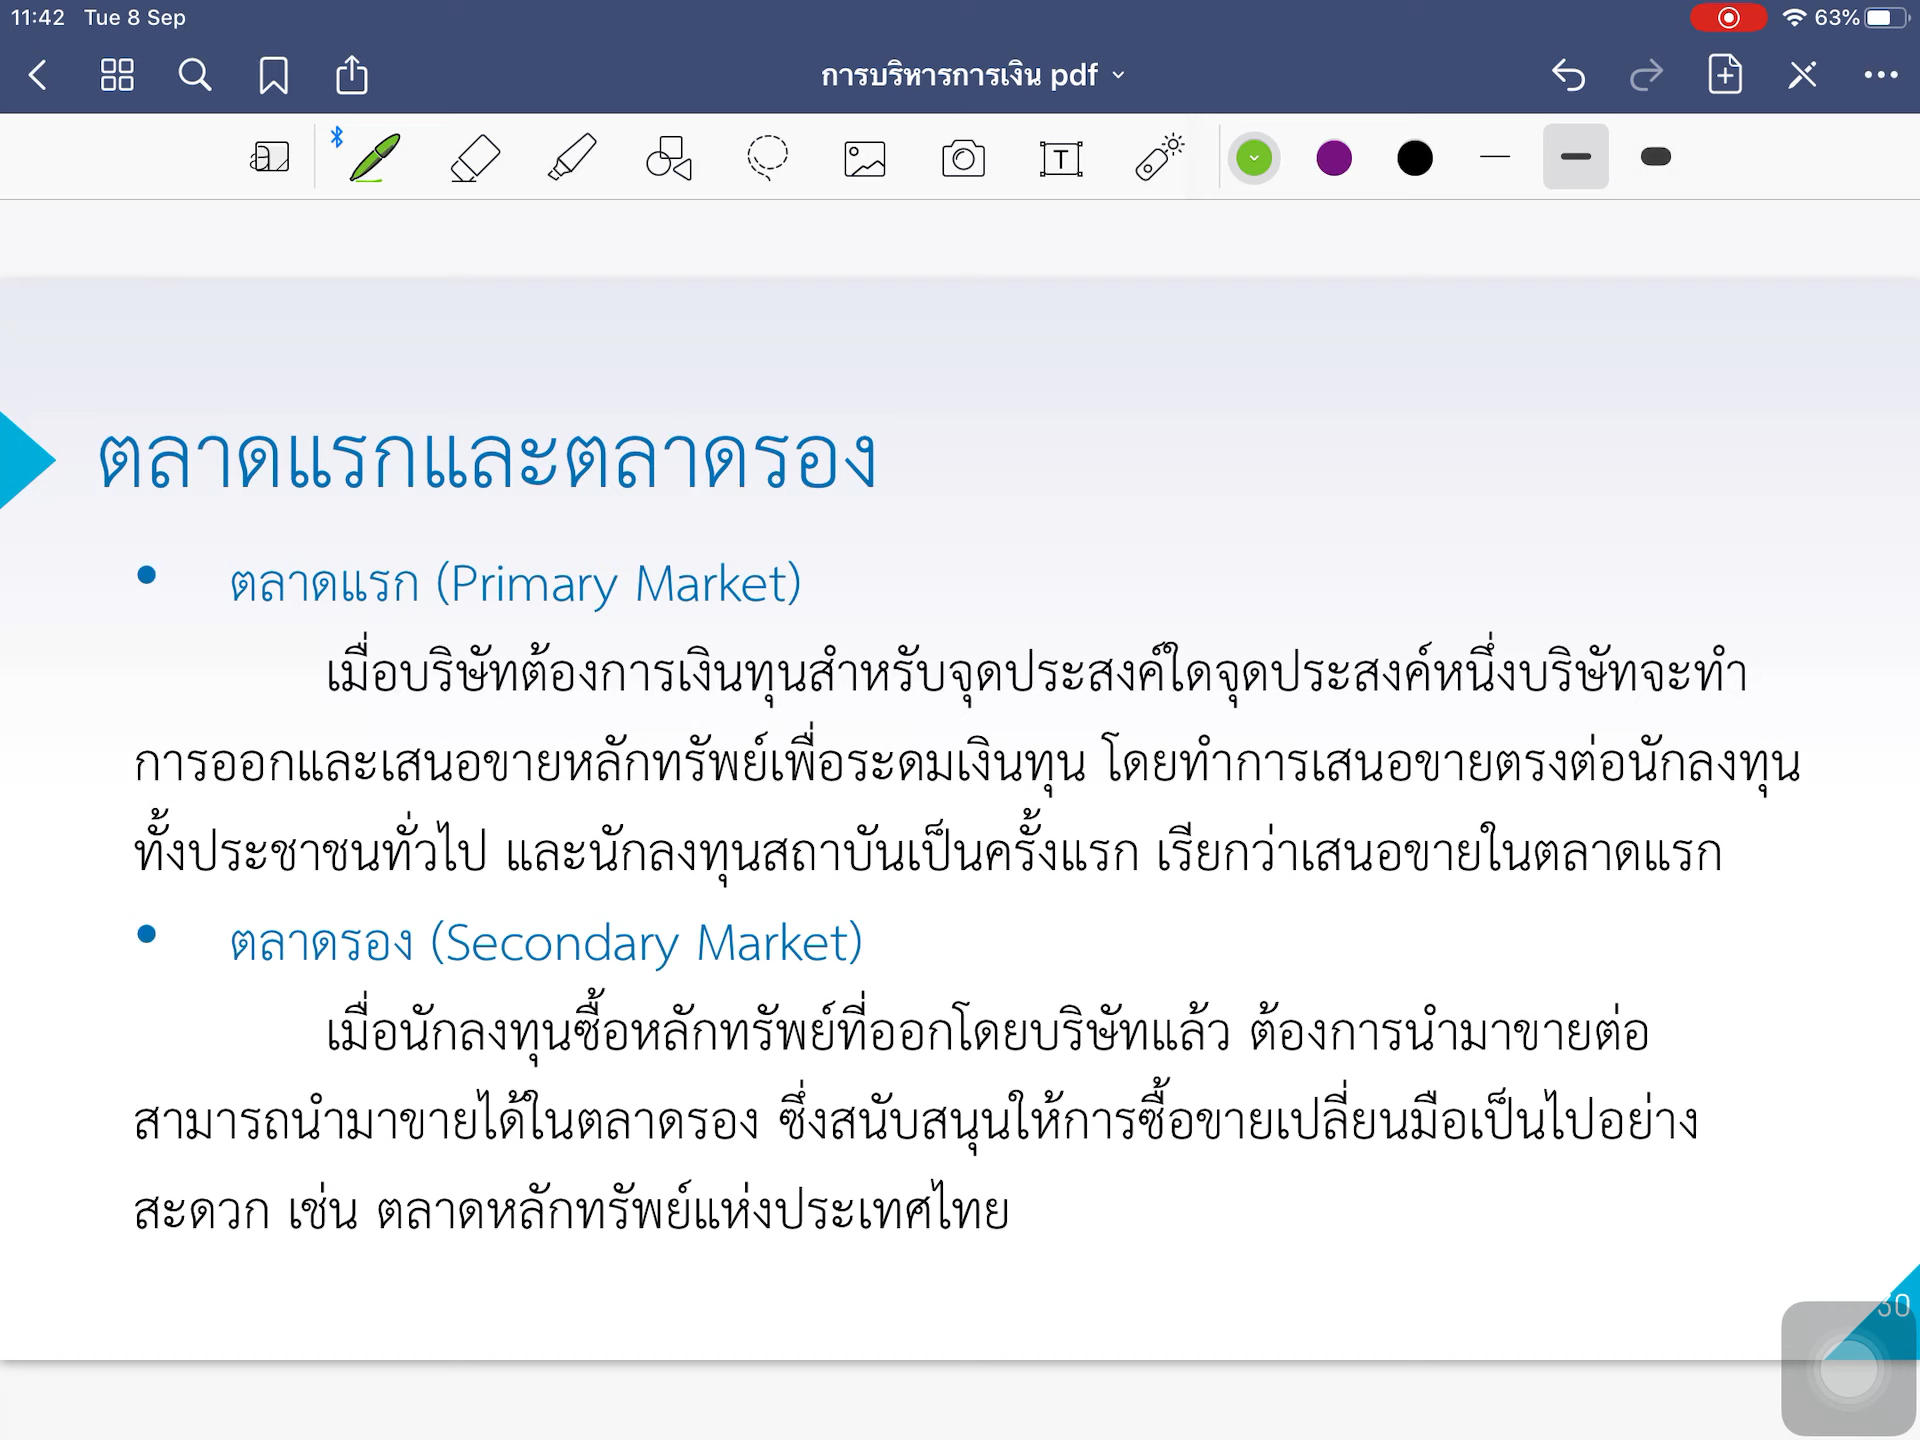 11:42 Tue 8 Sep 63%
การบริหารการเงิน pdf
ตลาดแรกและตลาดรอง
• ตลาดแรก (Primary Market)
เมื่อบริษัทต้องการเงินทุนสำหรับจุดประสงค์ใดจุดประสงค์หนึ่งบริษัทจะทำ
การออกและเสนอขายหลักทรัพย์เพื่อระดมเงินทุน โดยทำการเสนอขายตรงต่อนักลงทุน
ทั้งประชาชนทั่วไป และนักลงทุนสถาบันเป็นครั้งแรก เรียกว่าเสนอขายในตลาดแรก
• ตลาดรอง (Secondary Market)
เมื่อนักลงทุนซื้อหลักทรัพย์ที่ออกโดยบริษัทแล้ว ต้องการนำมาขายต่อ
สามารถนำมาขายได้ในตลาดรอง ซึ่งสนับสนุนให้การซื้อขายเปลี่ยนมือเป็นไปอย่าง
สะดวก เช่น ตลาดหลักทรัพย์แห่งประเทศไทย
30